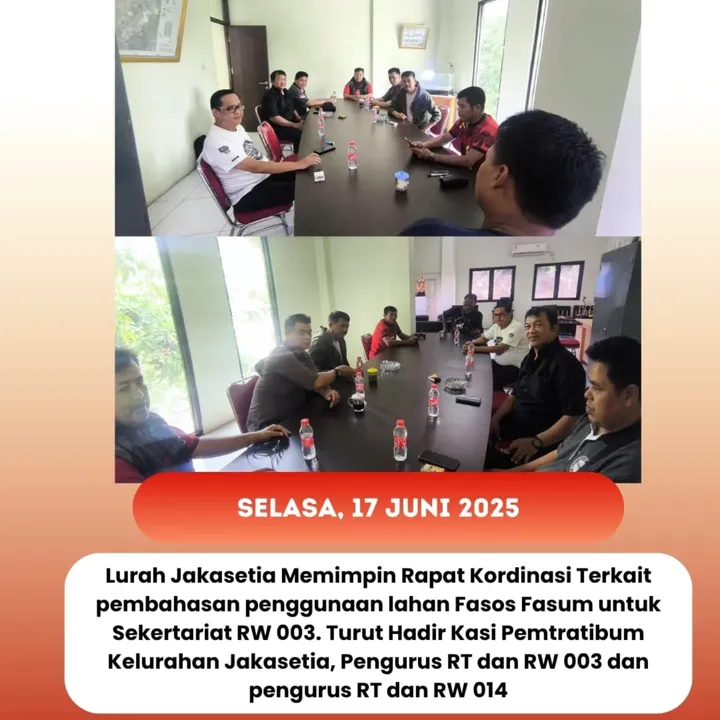 SELASA, 17 JUNI 2025
Lurah Jakasetia Memimpin Rapat Kordinasi Terkait
pembahasan penggunaan lahan Fasos Fasum untuk
Sekertariat RW 003. Turut Hadir Kasi Pemtratibum
Kelurahan Jakasetia, Pengurus RT dan RW 003 dan
pengurus RT dan RW 014